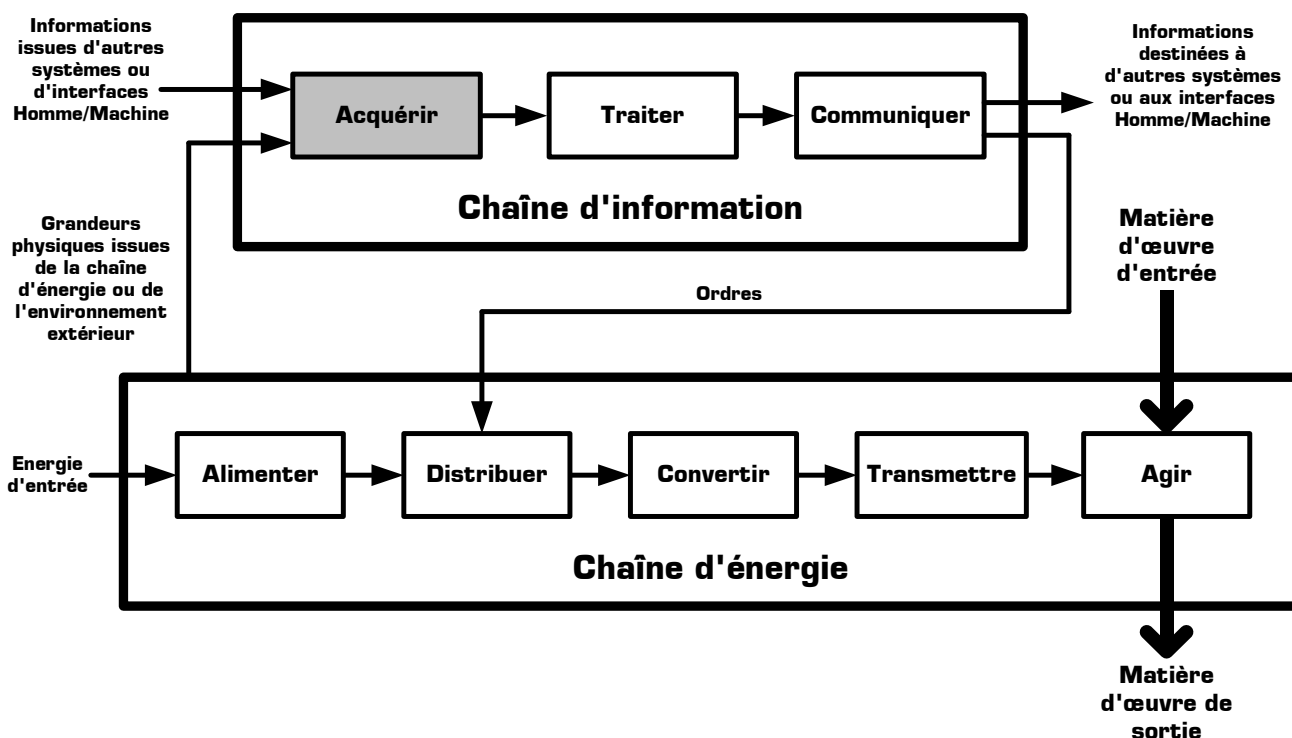 Informations
issues d'autres
systèmes ou
d'interfaces
Homme/Machine
Acquérir
Traiter
Communiquer
Informations
destinées à
d'autres systèmes
ou aux interfaces
Homme/Machine
Chaîne d'information
Grandeurs
physiques issues
de la chaîne
d'énergie ou de
l'environnement
extérieur
Ordres
Matière
d'œuvre
d'entrée
Energie
d'entrée
Alimenter
Distribuer
Convertir
Transmettre
Agir
Chaîne d'énergie
Matière
d'œuvre de
sortie